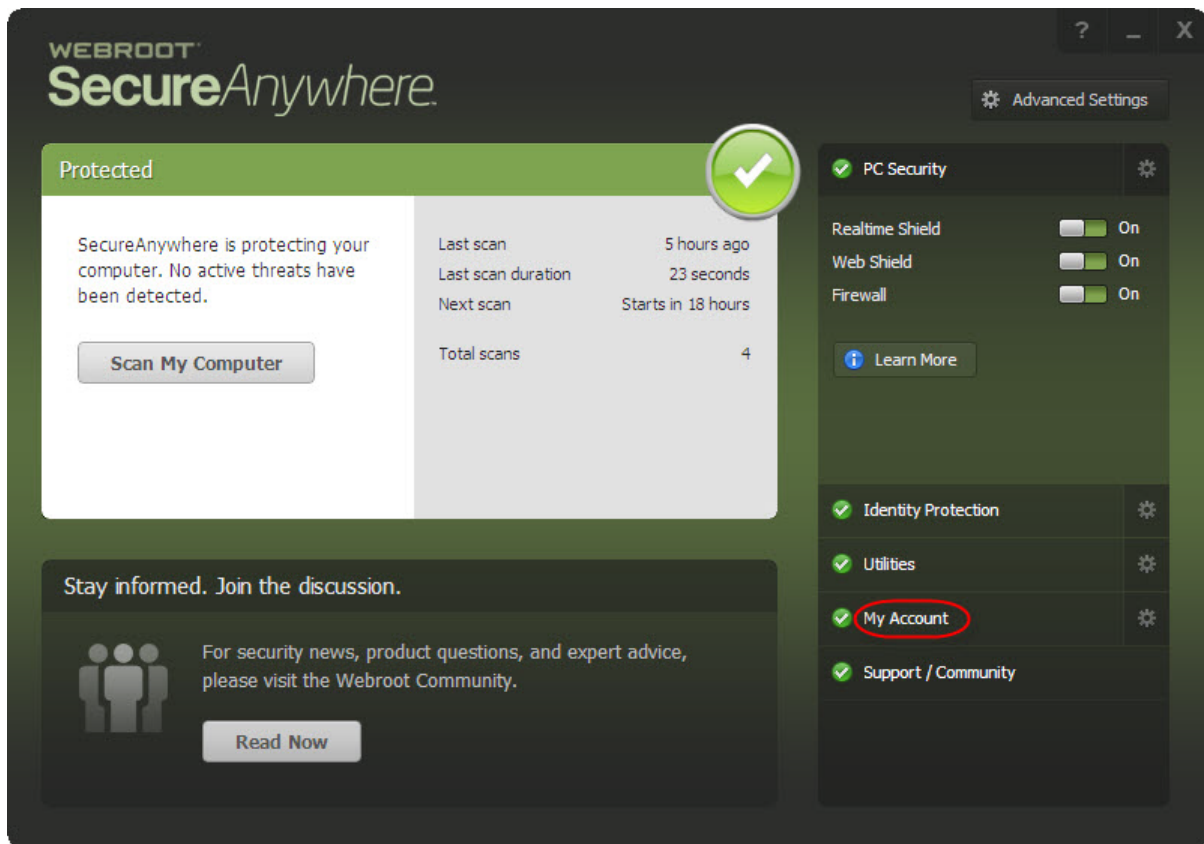 ? _ X
WEBROOT
SecureAnywhere™
Advanced Settings
Protected
SecureAnywhere is protecting your
computer. No active threats have
been detected.
Scan My Computer
Last scan 5 hours ago
Last scan duration 23 seconds
Next scan Starts in 18 hours
Total scans 4
Stay informed. Join the discussion.
For security news, product questions, and expert advice,
please visit the Webroot Community.
Read Now
PC Security
Realtime Shield On
Web Shield On
Firewall On
Learn More
Identity Protection
Utilities
My Account
Support / Community